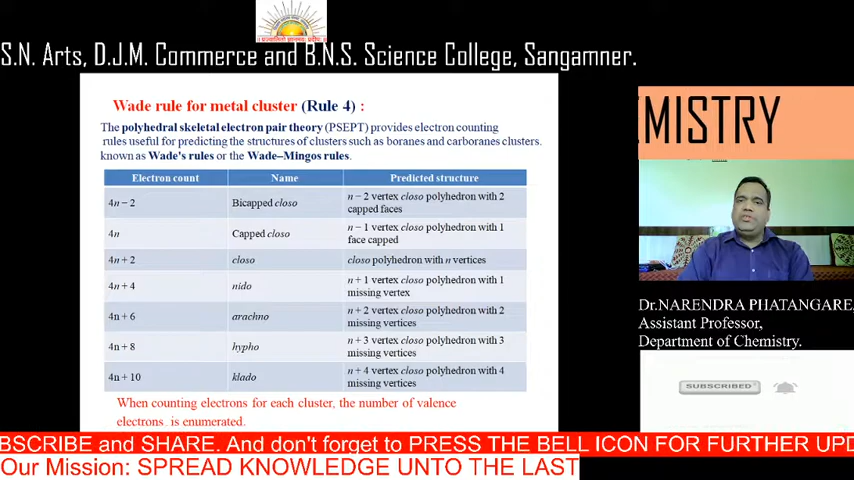 S.N. Arts, D.J.M. Commerce and B.N.S. Science College, Sangamner.
Wade rule for metal cluster (Rule 4) :
The polyhedral skeletal electron pair theory (PSEPT) provides electron counting
rules useful for predicting the structures of clusters such as boranes and carboranes clusters.
known as Wade's rules or the Wade–Mingos rules.
Electron count Name Predicted structure
4n − 2 Bicapped closo n − 2 vertex closo polyhedron with 2
capped faces
4n Capped closo n − 1 vertex closo polyhedron with 1
face capped
4n + 2 closo closo polyhedron with n vertices
4n + 4 nido n + 1 vertex closo polyhedron with 1
missing vertex
4n + 6 arachno n + 2 vertex closo polyhedron with 2
missing vertices
4n + 8 hypho n + 3 vertex closo polyhedron with 3
missing vertices
4n + 10 klado n + 4 vertex closo polyhedron with 4
missing vertices
When counting electrons for each cluster, the number of valence
electrons. is enumerated.
EMISTRY
Dr.NARENDRA PHATANGARE,
Assistant Professor,
Department of Chemistry.
SUBSCRIBED
BSCRIBE and SHARE. And don't forget to PRESS THE BELL ICON FOR FURTHER UPD
Our Mission: SPREAD KNOWLEDGE UNTO THE LAST